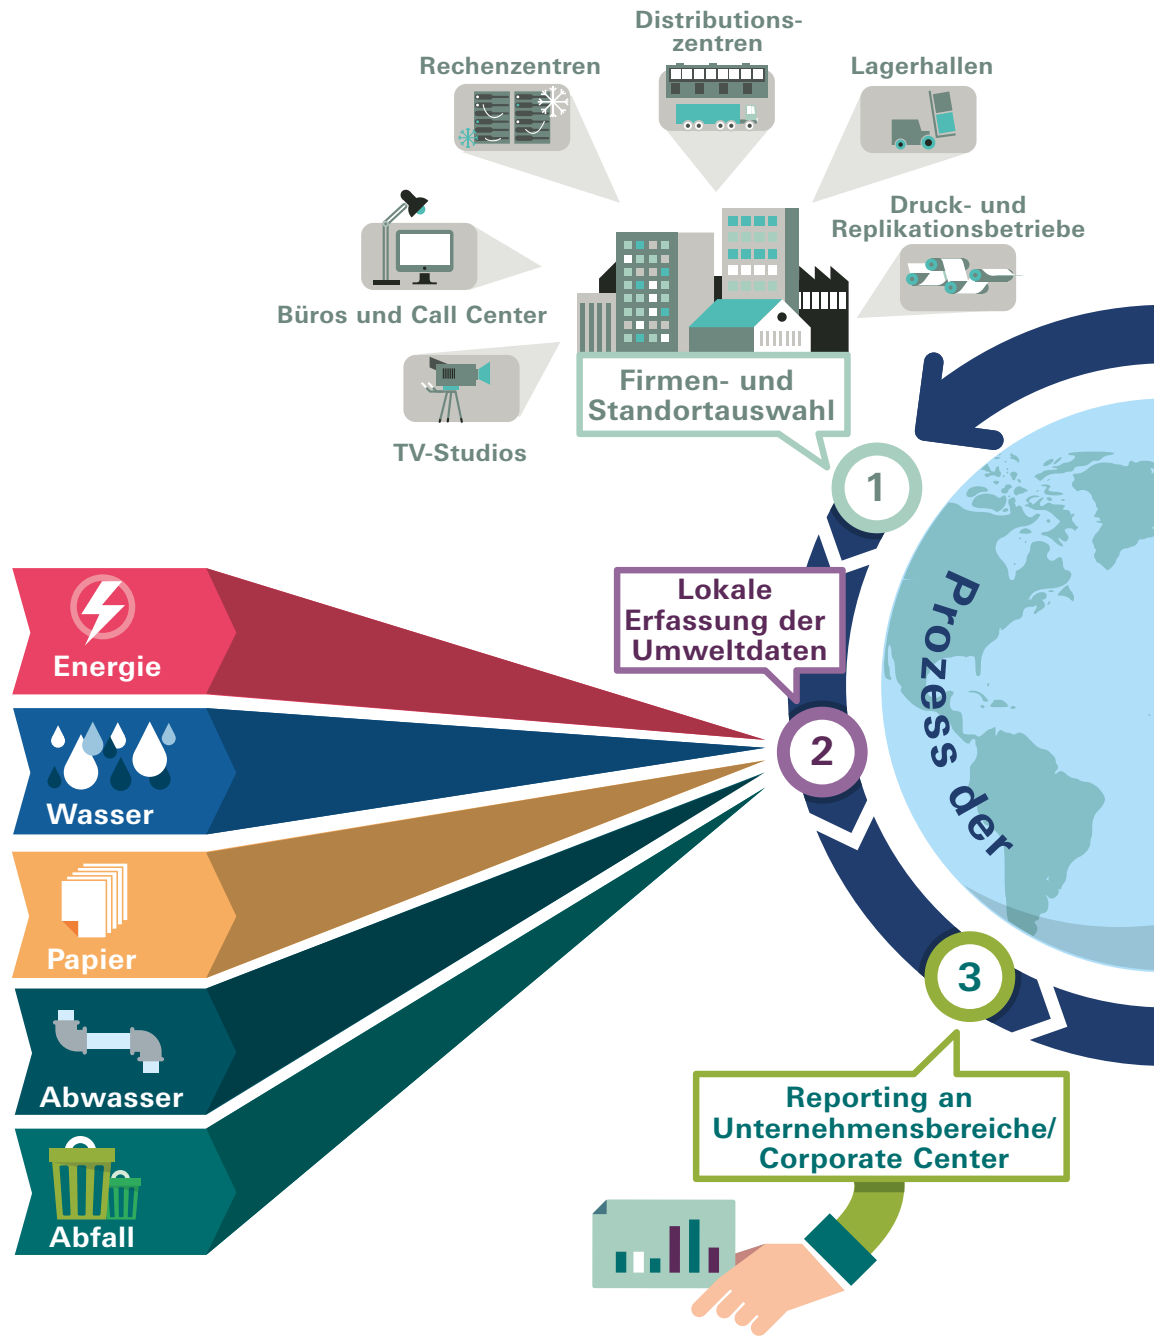 Distributions-
zentren
Rechenzentren
Lagerhallen
Druck- und
Replikationsbetriebe
Büros und Call Center
TV-Studios
Firmen- und
Standortauswahl
1
Lokale
Erfassung der
Umweltdaten
2
Prozess der
Energie
Wasser
Papier
Abwasser
Abfall
3
Reporting an
Unternehmensbereiche/
Corporate Center